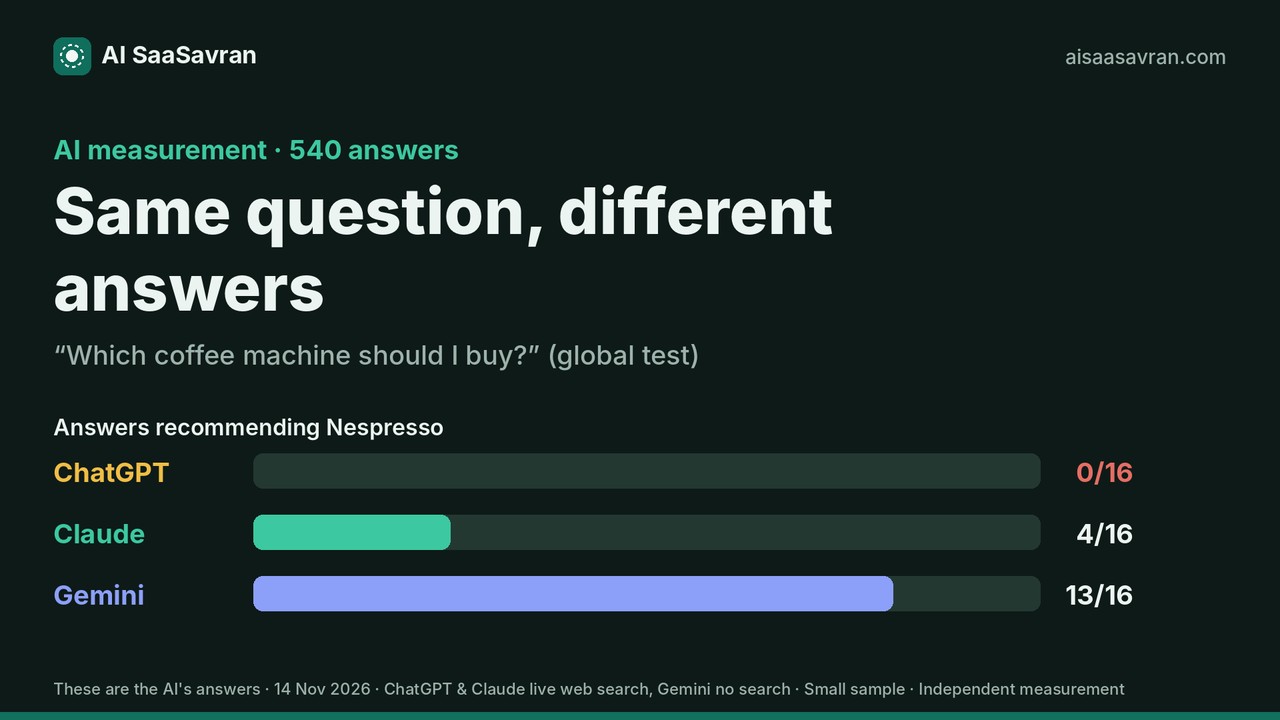 AI SaaSavran
aisaasavran.com
AI measurement · 540 answers
Same question, different
answers
“Which coffee machine should I buy?” (global test)
Answers recommending Nespresso
ChatGPT 0/16
Claude 4/16
Gemini 13/16
These are the AI's answers · 14 Nov 2026 · ChatGPT & Claude live web search, Gemini no search · Small sample · Independent measurement